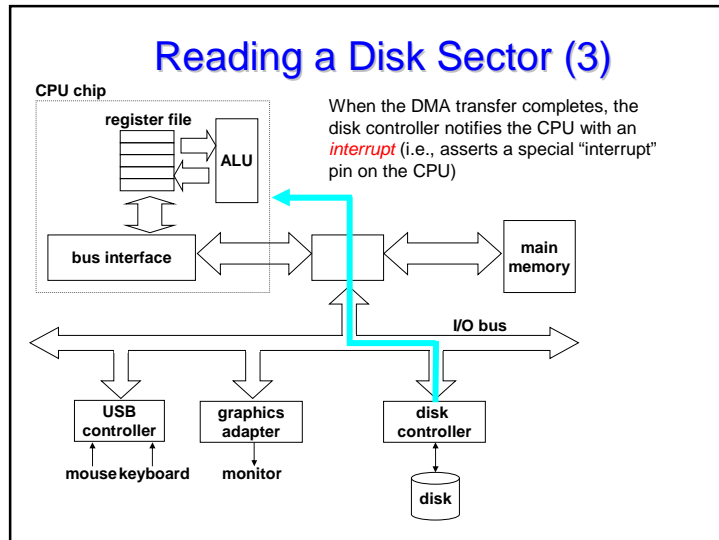 Reading a Disk Sector (3)
CPU chip
register file
ALU
When the DMA transfer completes, the
disk controller notifies the CPU with an
interrupt (i.e., asserts a special “interrupt”
pin on the CPU)
bus interface
main
memory
I/O bus
USB
controller
graphics
adapter
disk
controller
mouse keyboard
monitor
disk